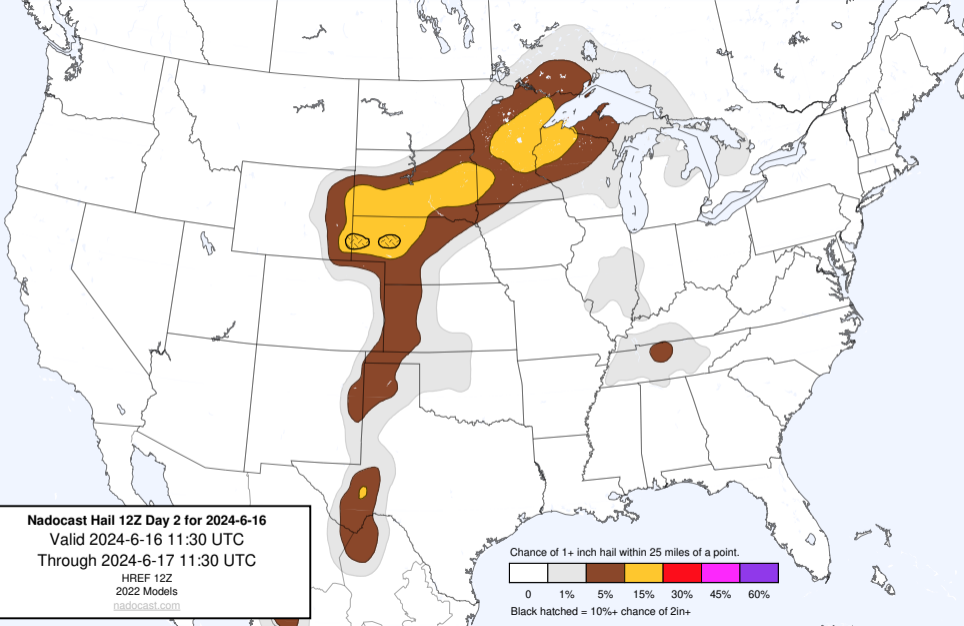 Nadocast Hail 12Z Day 2 for 2024-6-16
Valid 2024-6-16 11:30 UTC
Through 2024-6-17 11:30 UTC
HREF 12Z
2022 Models
nadocast.com
Chance of 1+ inch hail within 25 miles of a point.
0 1% 5% 15% 30% 45% 60%
Black hatched = 10%+ chance of 2in+